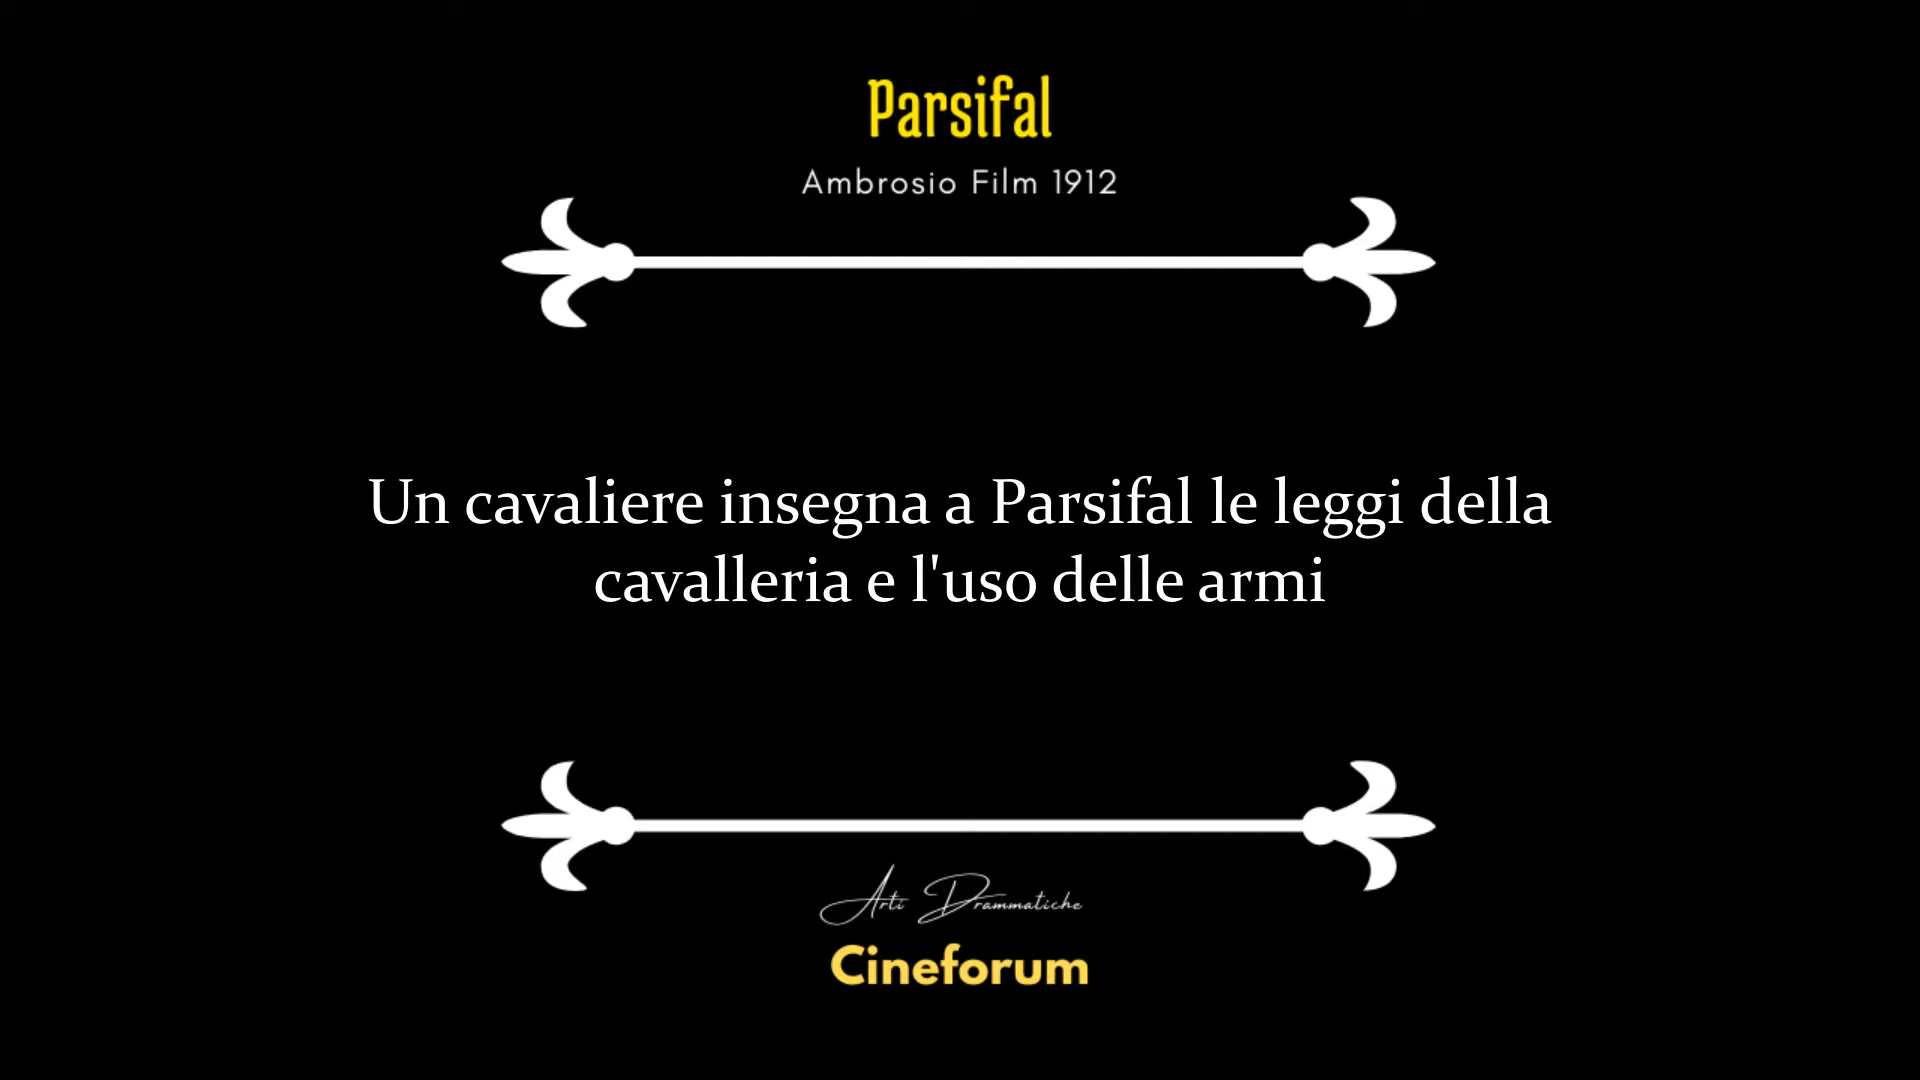 Parsifal
Ambrosio Film 1912
Un cavaliere insegna a Parsifal le leggi della
cavalleria e l'uso delle armi
Arti Drammatiche
Cineforum